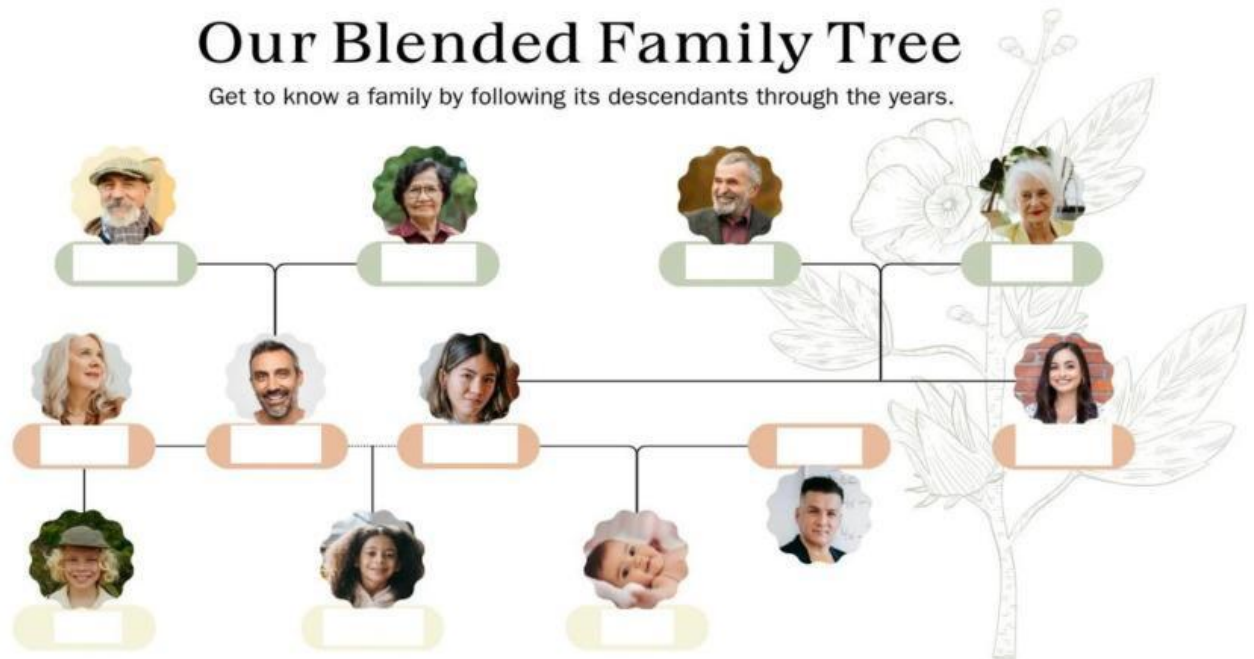 Our Blended Family Tree
Get to know a family by following its descendants through the years.